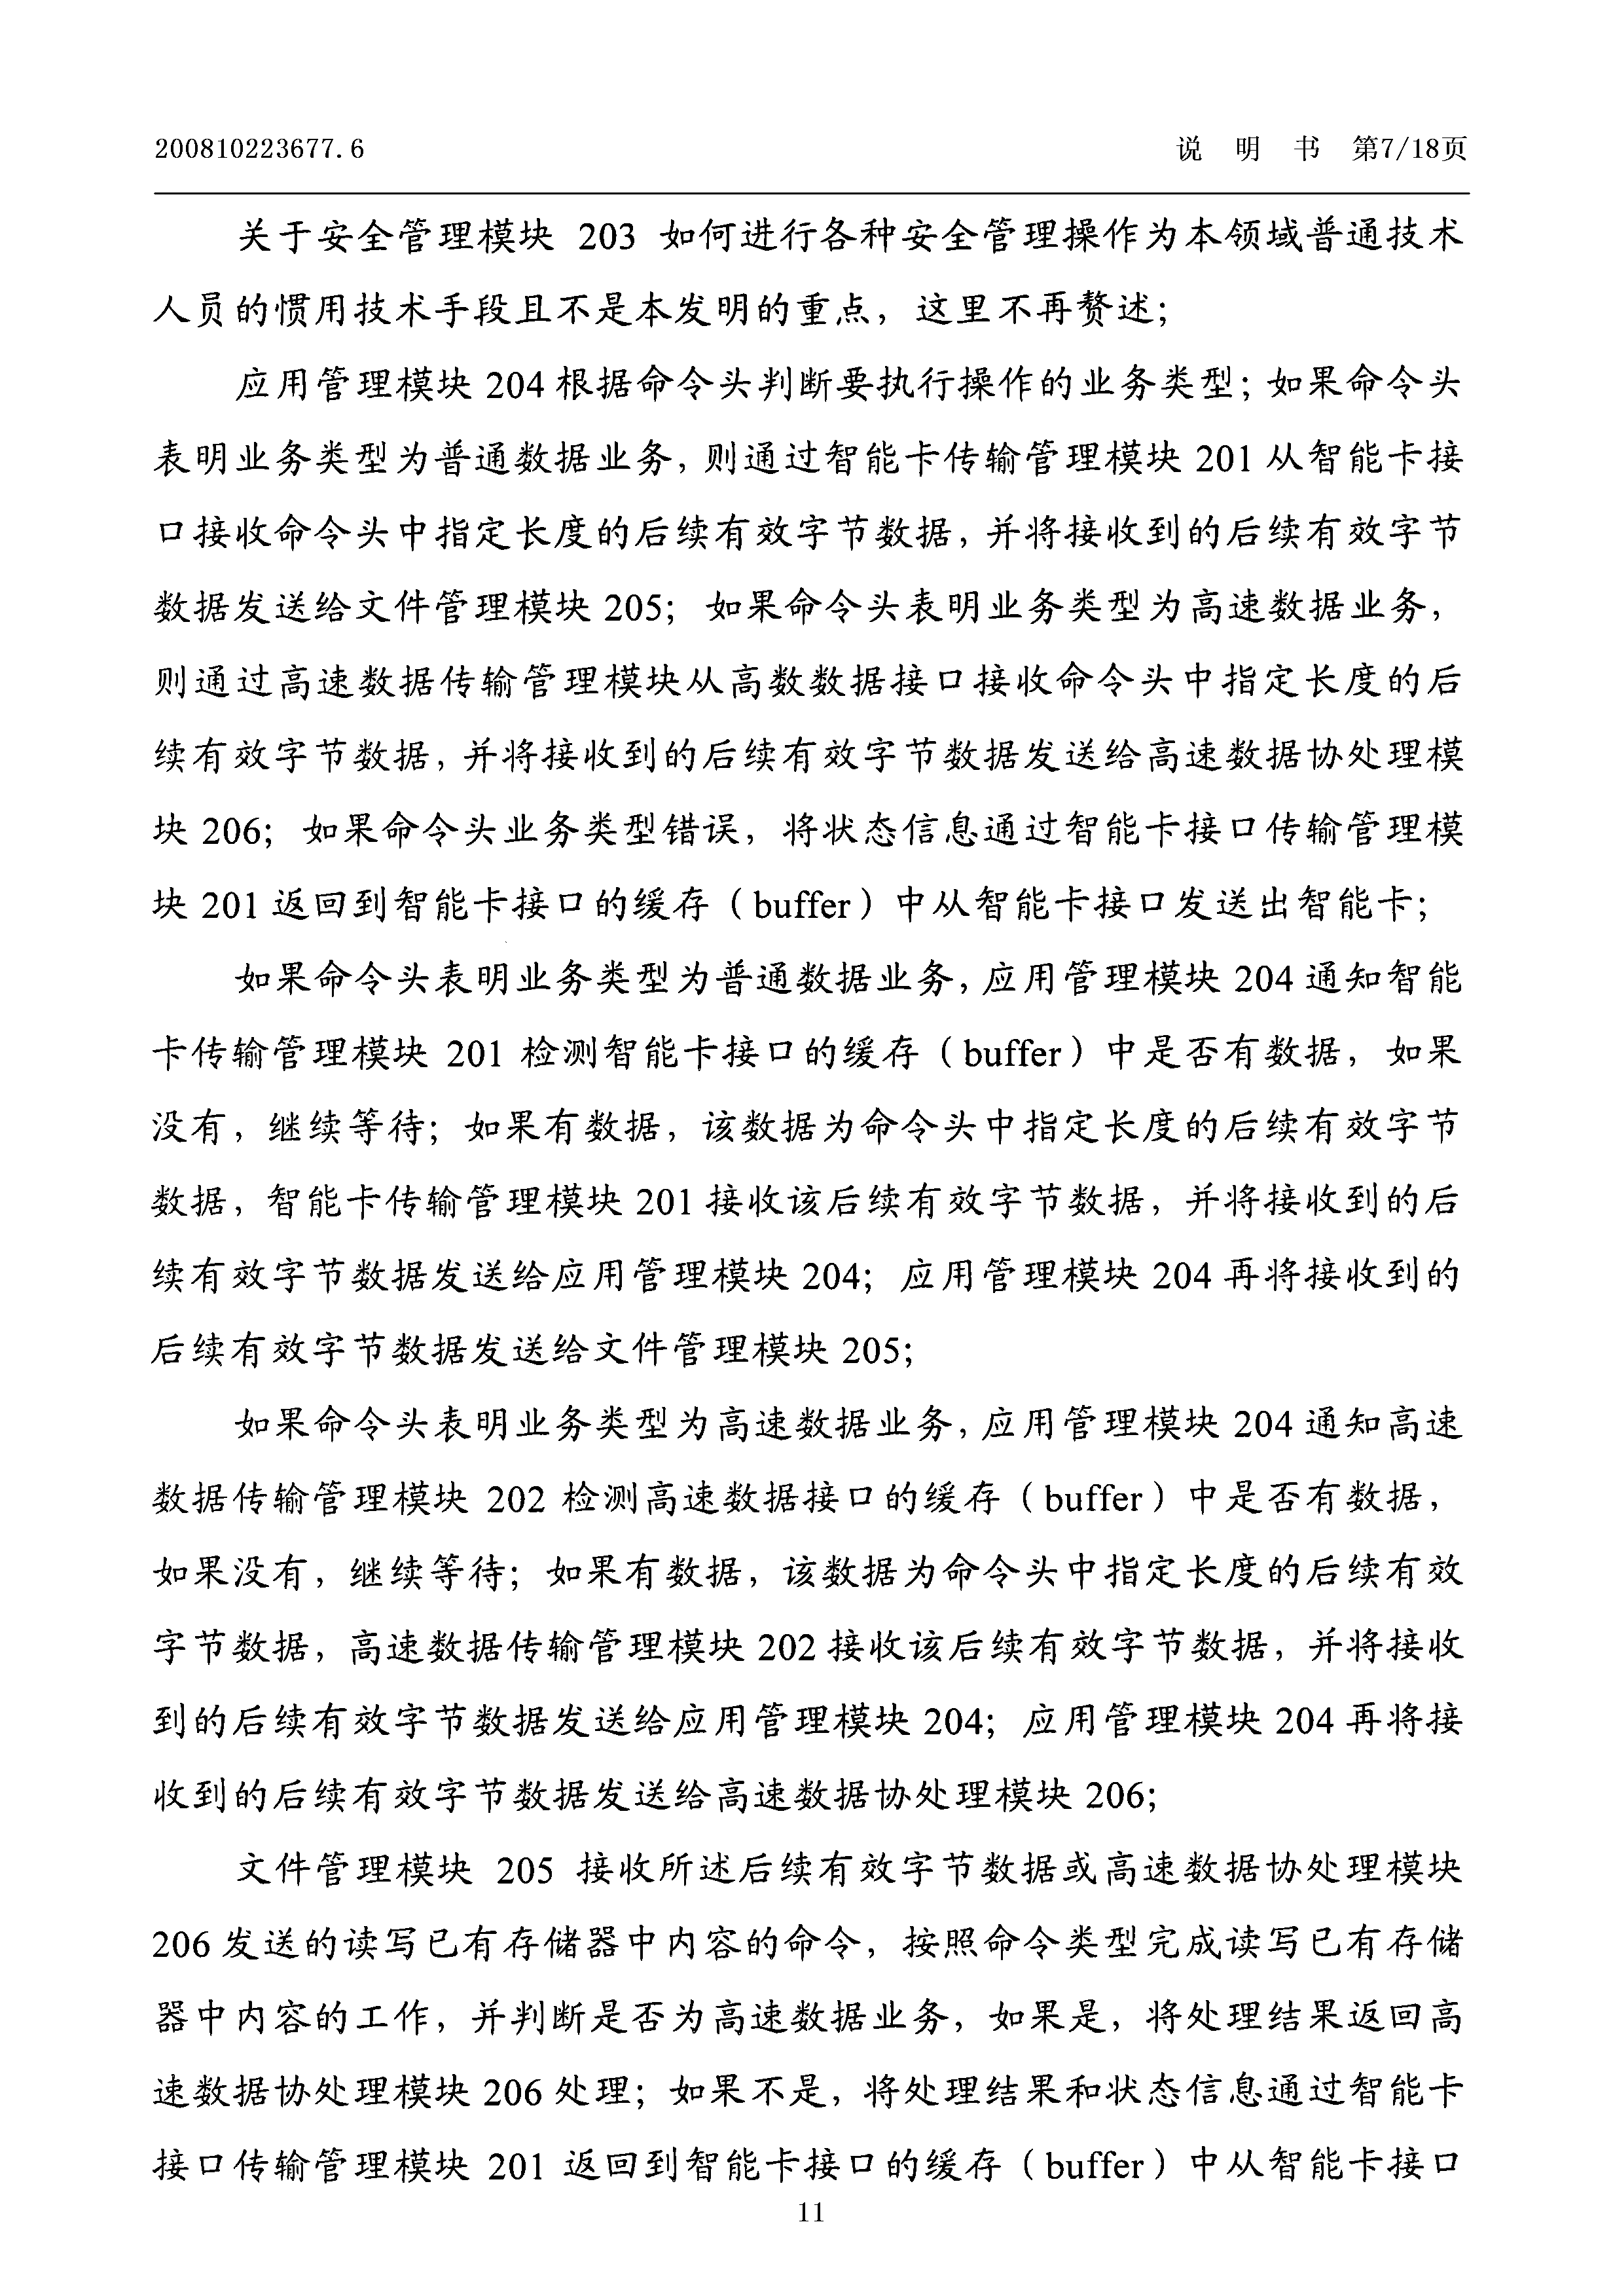 200810223677.6 说 明 书 第7/18页
关于安全管理模块 203 如何进行各种安全管理操作为本领域普通技术
人员的惯用技术手段且不是本发明的重点，这里不再赘述；
应用管理模块 204 根据命令头判断要执行操作的业务类型；如果命令头
表明业务类型为普通数据业务，则通过智能卡传输管理模块 201 从智能卡接
口接收命令头中指定长度的后续有效字节数据，并将接收到的后续有效字节
数据发送给文件管理模块 205；如果命令头表明业务类型为高速数据业务，
则通过高速数据传输管理模块从高数数据接口接收命令头中指定长度的后
续有效字节数据，并将接收到的后续有效字节数据发送给高速数据协处理模
块 206；如果命令头业务类型错误，将状态信息通过智能卡接口传输管理模
块 201 返回到智能卡接口的缓存（buffer）中从智能卡接口发送出智能卡；
如果命令头表明业务类型为普通数据业务，应用管理模块 204 通知智能
卡传输管理模块 201 检测智能卡接口的缓存（buffer）中是否有数据，如果
没有，继续等待；如果有数据，该数据为命令头中指定长度的后续有效字节
数据，智能卡传输管理模块 201 接收该后续有效字节数据，并将接收到的后
续有效字节数据发送给应用管理模块 204；应用管理模块 204 再将接收到的
后续有效字节数据发送给文件管理模块 205；
如果命令头表明业务类型为高速数据业务，应用管理模块 204 通知高速
数据传输管理模块 202 检测高速数据接口的缓存（buffer）中是否有数据，
如果没有，继续等待；如果有数据，该数据为命令头中指定长度的后续有效
字节数据，高速数据传输管理模块 202 接收该后续有效字节数据，并将接收
到的后续有效字节数据发送给应用管理模块 204；应用管理模块 204 再将接
收到的后续有效字节数据发送给高速数据协处理模块 206；
文件管理模块 205 接收所述后续有效字节数据或高速数据协处理模块
206 发送的读写已有存储器中内容的命令，按照命令类型完成读写已有存储
器中内容的工作，并判断是否为高速数据业务，如果是，将处理结果返回高
速数据协处理模块 206 处理；如果不是，将处理结果和状态信息通过智能卡
接口传输管理模块 201 返回到智能卡接口的缓存（buffer）中从智能卡接口
11